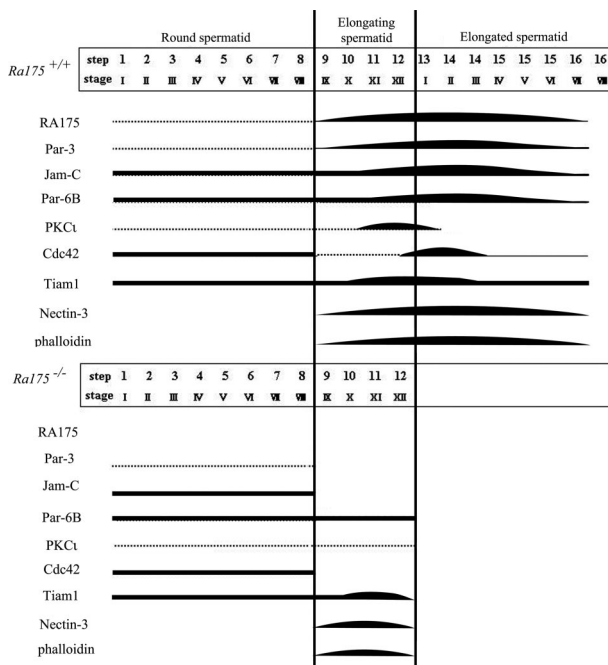 Round spermatid Elongating spermatid Elongated spermatid
Ra175 +/+
step 1 2 3 4 5 6 7 8 9 10 11 12 13 14 14 15 15 15 16 16
stage I II III IV V VI VII VIII IX X XI XII I II III IV V VI VII VIII
RA175
Par-3
Jam-C
Par-6B
PKCι
Cdc42
Tiam1
Nectin-3
phalloidin
Ra175 -/-
step 1 2 3 4 5 6 7 8 9 10 11 12
stage I II III IV V VI VII VIII IX X XI XII
RA175
Par-3
Jam-C
Par-6B
PKCι
Cdc42
Tiam1
Nectin-3
phalloidin